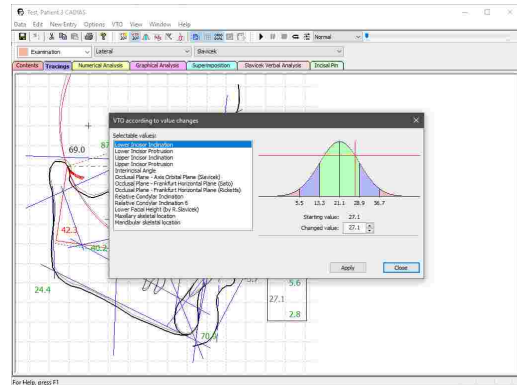 Test, Patient 3 CADIAS
Data Edit New Entry Options VTO View Window Help
Normal
Examination Lateral Slavicek
Contents Tracings Numerical Analysis Graphical Analysis Superimposition Slavicek Verbal Analysis Incisal Pin
VTO according to value changes
Selectable values:
Lower Incisor Inclination
Lower Incisor Protrusion
Upper Incisor Inclination
Upper Incisor Protrusion
Interincisal Angle
Occlusal Plane - Axis Orbital Plane (Slavicek)
Occlusal Plane - Frankfurt Horizontal Plane (Sato)
Occlusal Plane - Frankfurt Horizontal Plane (Ricketts)
Relative Condylar Inclination
Relative Condylar Inclination 6
Lower Facial Height (by R.Slavicek)
Maxillary skeletal location
Mandibular skeletal location
5.5 13.3 21.1 28.9 36.7
Starting value: 27.1
Changed value: 27.1
Apply Close
69.0
42.3
40.2
24.4
5.6
27.1
2.8
For Help, press F1